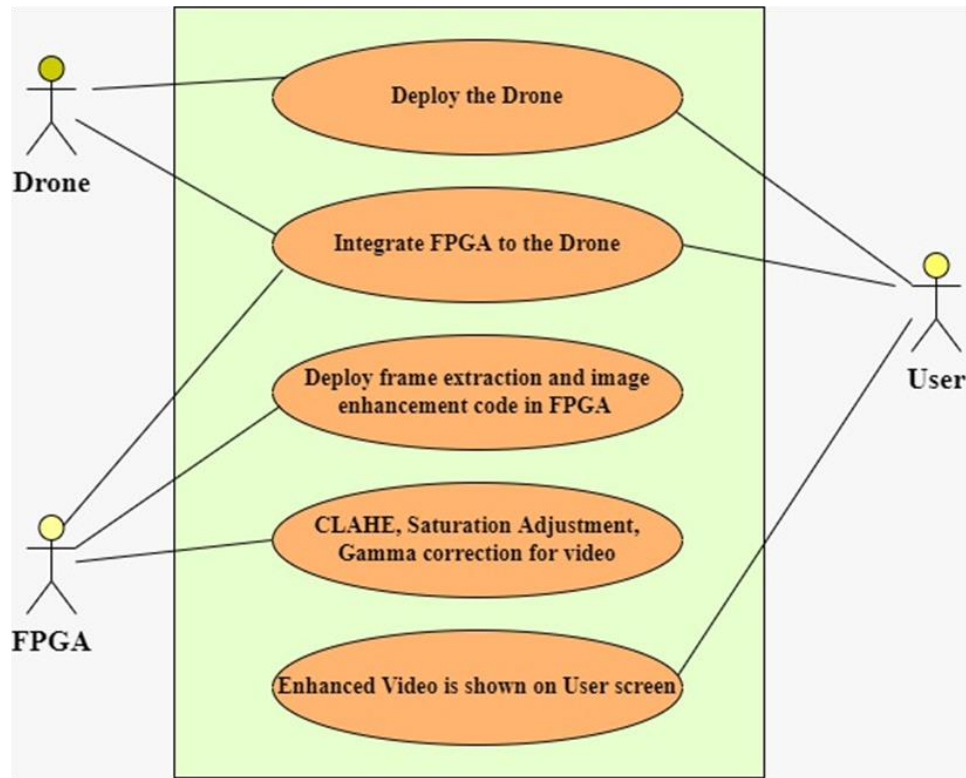 Deploy the Drone
Drone
Integrate FPGA to the Drone
Deploy frame extraction and image
enhancement code in FPGA
User
CLAHE, Saturation Adjustment,
Gamma correction for video
FPGA
Enhanced Video is shown on User screen